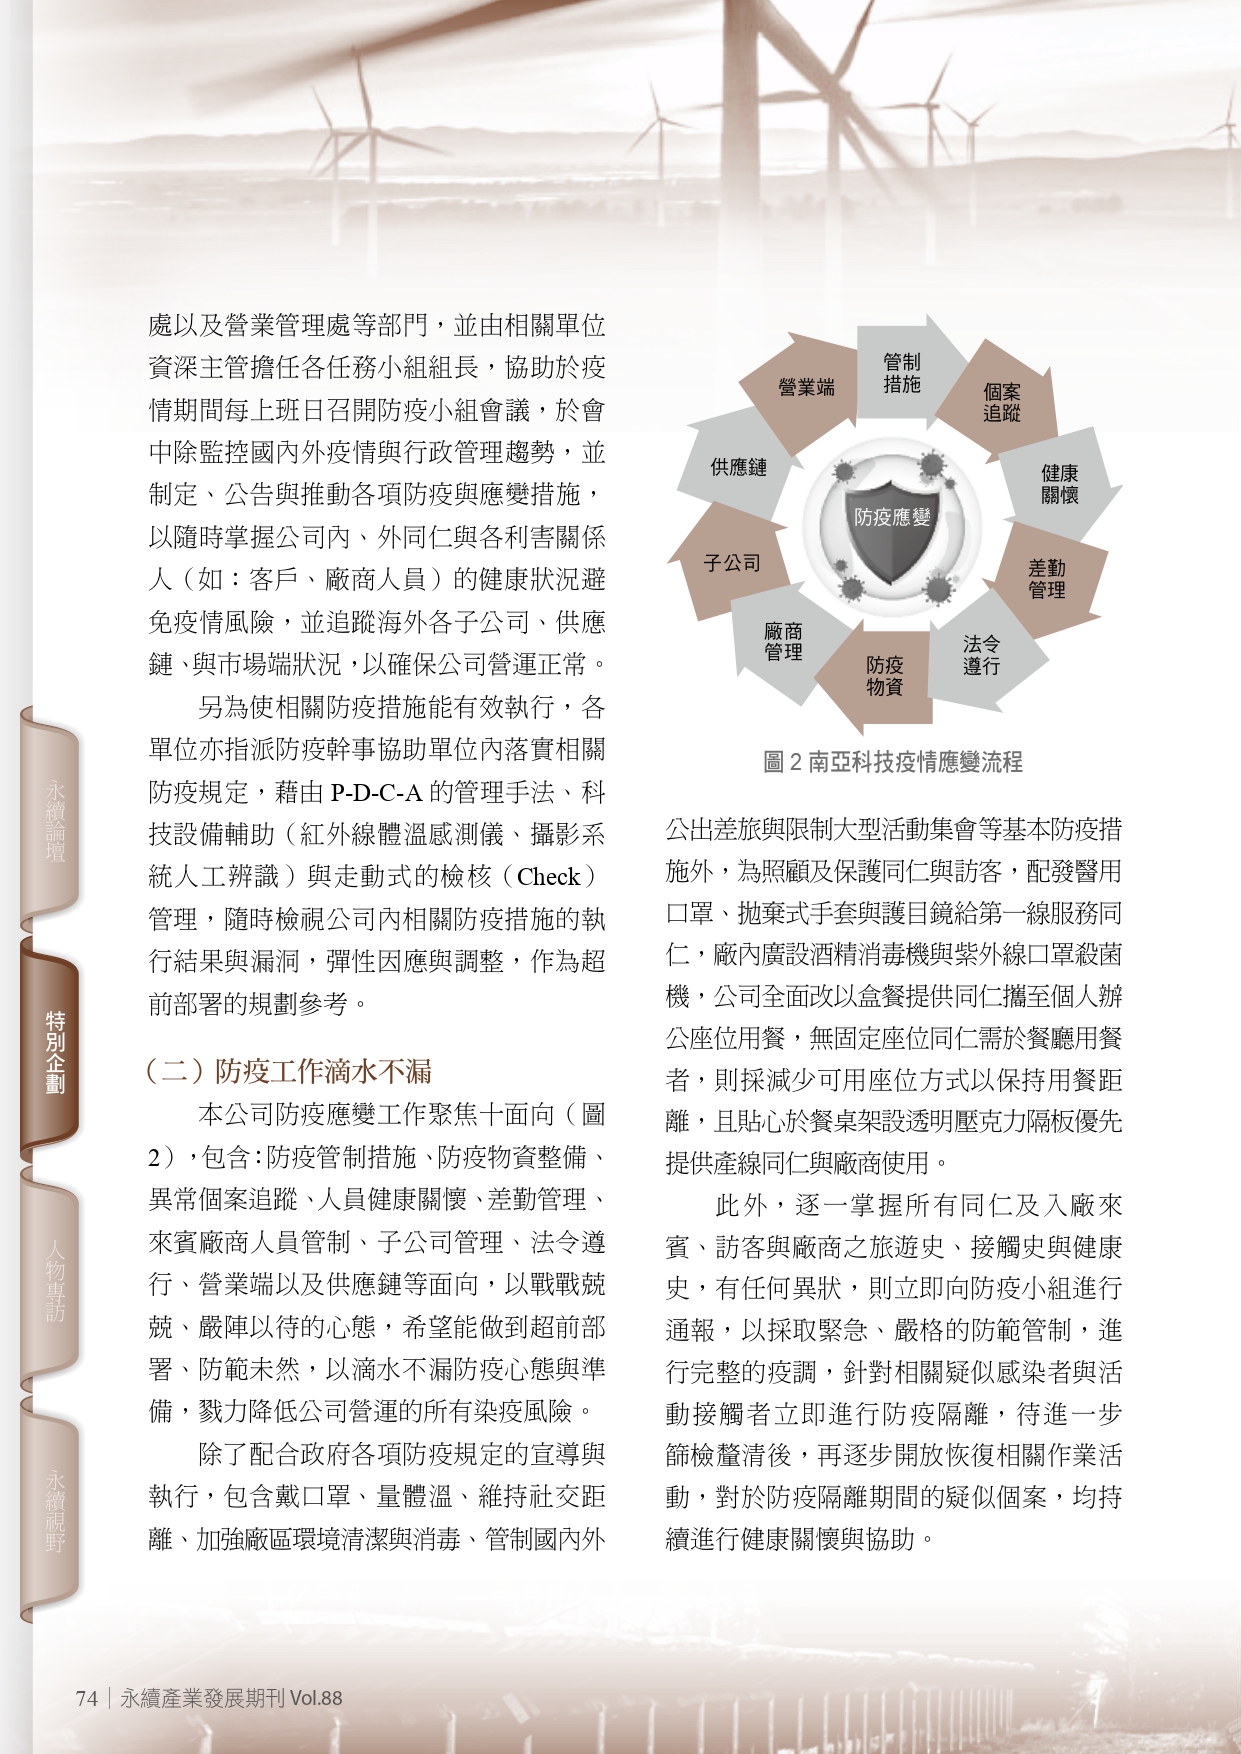 處以及營業管理處等部門，並由相關單位
資深主管擔任各任務小組組長，協助於疫
情期間每上班日召開防疫小組會議，於會
中除監控國內外疫情與行政管理趨勢，並
制定、公告與推動各項防疫與應變措施，
以隨時掌握公司內、外同仁與各利害關係
人（如：客戶、廠商人員）的健康狀況避
免疫情風險，並追蹤海外各子公司、供應
鏈、與市場端狀況，以確保公司營運正常。
另為使相關防疫措施能有效執行，各
單位亦指派防疫幹事協助單位內落實相關
防疫規定，藉由 P-D-C-A 的管理手法、科
技設備輔助（紅外線體溫感測儀、攝影系
統人工辨識）與走動式的檢核（Check）
管理，隨時檢視公司內相關防疫措施的執
行結果與漏洞，彈性因應與調整，作為超
前部署的規劃參考。
（二）防疫工作滴水不漏
本公司防疫應變工作聚焦十面向（圖
2），包含：防疫管制措施、防疫物資整備、
異常個案追蹤、人員健康關懷、差勤管理、
來賓廠商人員管制、子公司管理、法令遵
行、營業端以及供應鏈等面向，以戰戰兢
兢、嚴陣以待的心態，希望能做到超前部
署、防範未然，以滴水不漏防疫心態與準
備，戮力降低公司營運的所有染疫風險。
除了配合政府各項防疫規定的宣導與
執行，包含戴口罩、量體溫、維持社交距
離、加強廠區環境清潔與消毒、管制國內外
管制
措施
個案
追蹤
健康
關懷
差勤
管理
法令
遵行
防疫
物資
廠商
管理
子公司
供應鏈
營業端
防疫應變
圖 2 南亞科技疫情應變流程
公出差旅與限制大型活動集會等基本防疫措
施外，為照顧及保護同仁與訪客，配發醫用
口罩、拋棄式手套與護目鏡給第一線服務同
仁，廠內廣設酒精消毒機與紫外線口罩殺菌
機，公司全面改以盒餐提供同仁攜至個人辦
公座位用餐，無固定座位同仁需於餐廳用餐
者，則採減少可用座位方式以保持用餐距
離，且貼心於餐桌架設透明壓克力隔板優先
提供產線同仁與廠商使用。
此外，逐一掌握所有同仁及入廠來
賓、訪客與廠商之旅遊史、接觸史與健康
史，有任何異狀，則立即向防疫小組進行
通報，以採取緊急、嚴格的防範管制，進
行完整的疫調，針對相關疑似感染者與活
動接觸者立即進行防疫隔離，待進一步
篩檢釐清後，再逐步開放恢復相關作業活
動，對於防疫隔離期間的疑似個案，均持
續進行健康關懷與協助。
永續論壇
特別企劃
人物專訪
永續視野
74 | 永續產業發展期刊 Vol.88